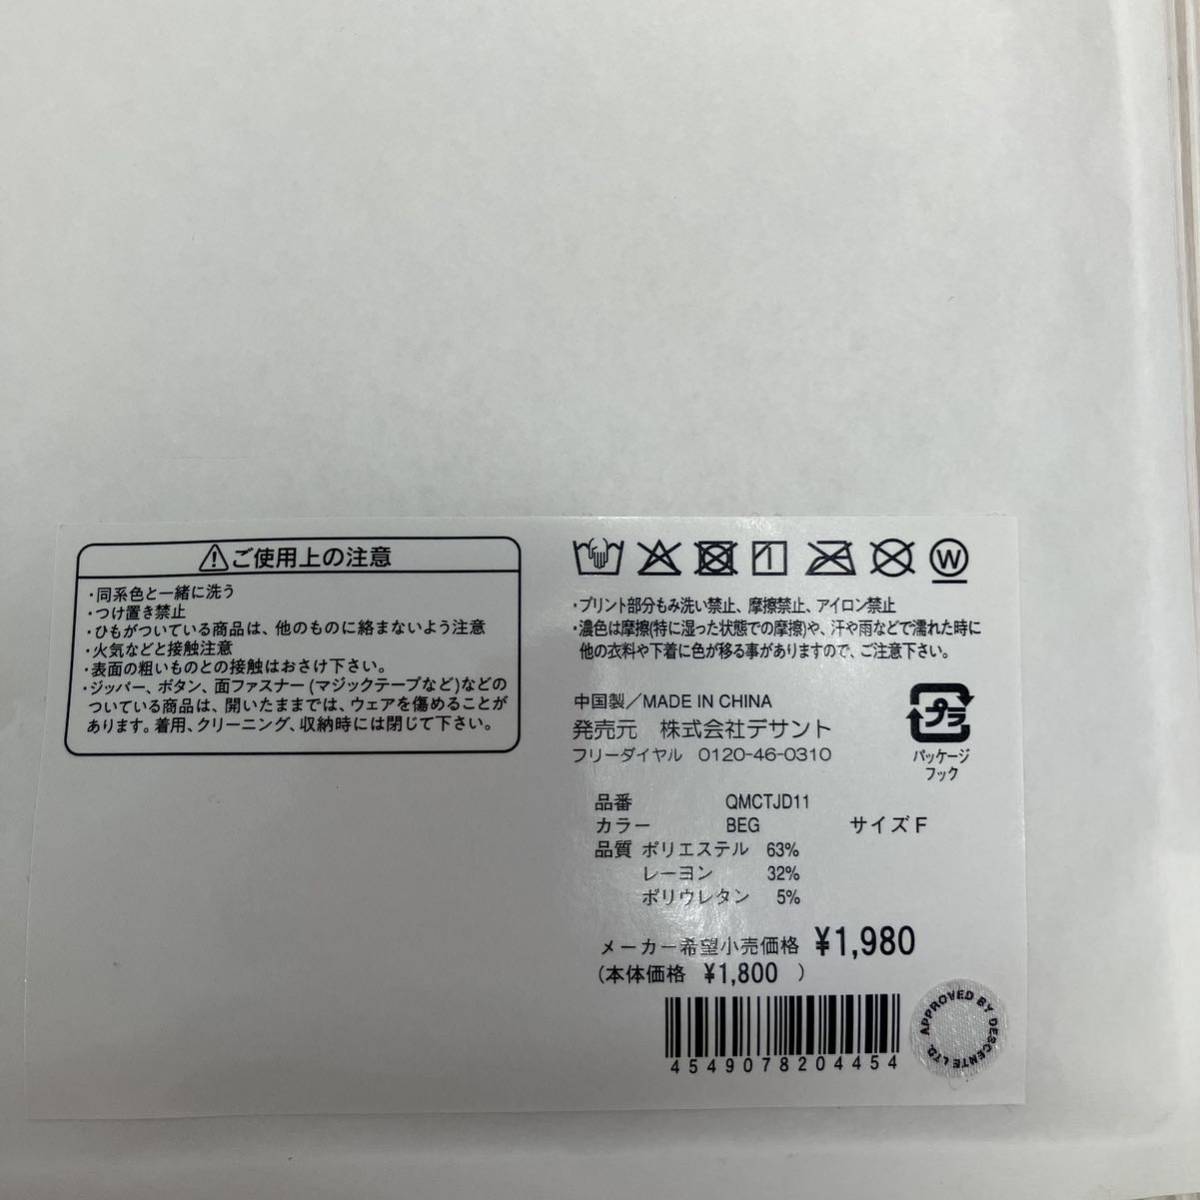 ⚠ご使用上の注意
・同系色と一緒に洗う
・つけ置き禁止
・ひもがついている商品は、他のものに絡まないよう注意
・火気などと接触注意
・表面の粗いものとの接触はおさけ下さい。
・ジッパー、ボタン、面ファスナー(マジックテープなど)などの
ついている商品は、開いたままでは、ウェアを傷めることが
あります。着用、クリーニング、収納時には閉じて下さい。
W
・プリント部分もみ洗い禁止、摩擦禁止、アイロン禁止
・濃色は摩擦(特に湿った状態での摩擦)や、汗や雨などで濡れた時に
他の衣料や下着に色が移る事がありますので、ご注意下さい。
中国製/MADE IN CHINA
発売元 株式会社デサント
フリーダイヤル 0120-46-0310
プラ
パッケージ
フック
品番 QMCTJD11
カラー BEG サイズ F
品質 ポリエステル 63%
レーヨン 32%
ポリウレタン 5%
メーカー希望小売価格 ¥1,980
(本体価格 ¥1,800 )
4549078204454
APPROVED BY DESCENTE LTD.